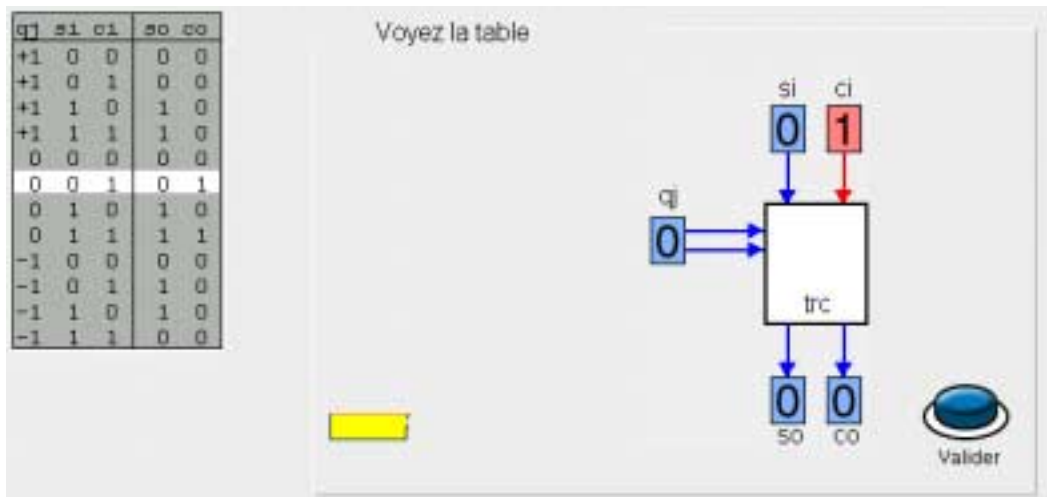 qj si ci so co
+1 0 0 0 0
+1 0 1 0 0
+1 1 0 1 0
+1 1 1 1 0
0 0 0 0 0
0 0 1 0 1
0 1 0 1 0
0 1 1 1 1
-1 0 0 0 0
-1 0 1 1 0
-1 1 0 1 0
-1 1 1 0 0
Voyez la table
si ci
0 1
qj
0
trc
0 0
so co
Valider